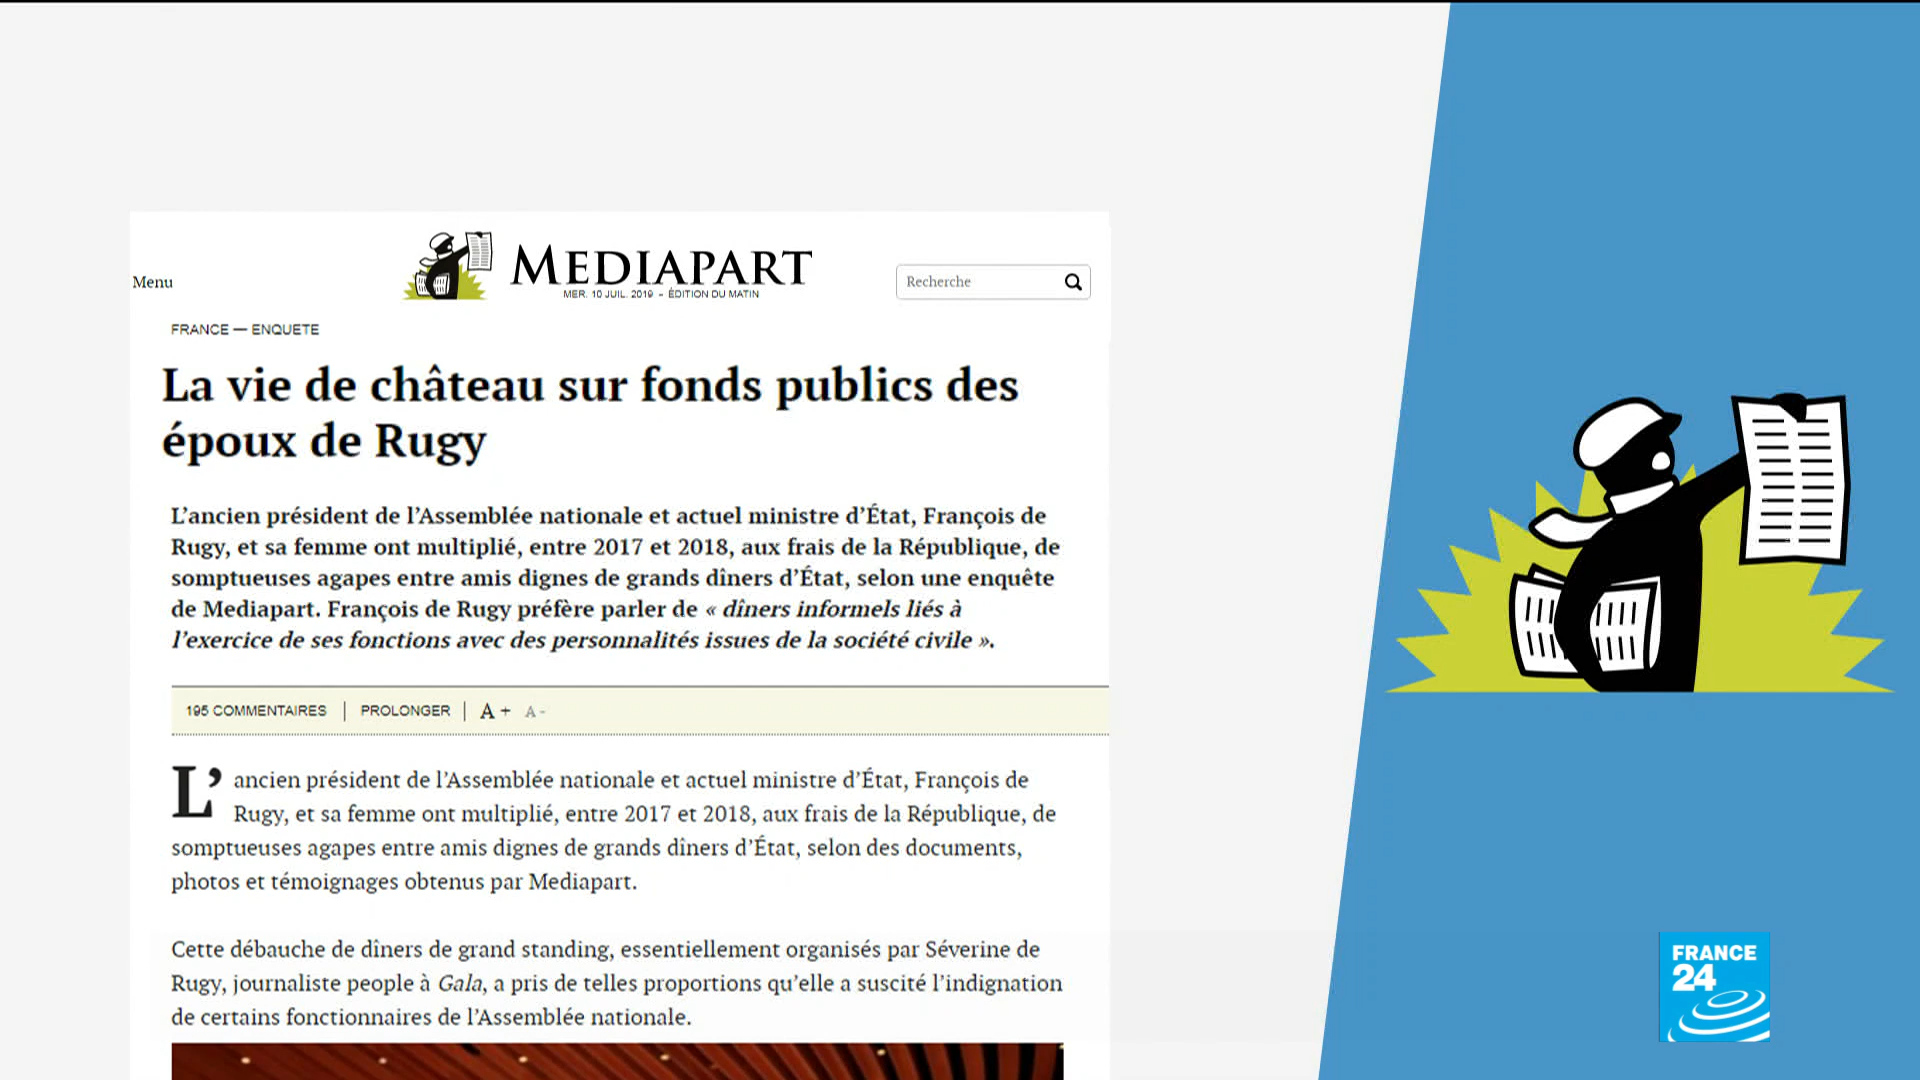 MEDIAPART
MER. 10 JUIL. 2019 - ÉDITION DU MATIN
Menu
Recherche
FRANCE — ENQUETE
La vie de château sur fonds publics des
époux de Rugy
L’ancien président de l’Assemblée nationale et actuel ministre d’État, François de
Rugy, et sa femme ont multiplié, entre 2017 et 2018, aux frais de la République, de
somptueuses agapes entre amis dignes de grands dîners d’État, selon une enquête
de Mediapart. François de Rugy préfère parler de « dîners informels liés à
l’exercice de ses fonctions avec des personnalités issues de la société civile ».
195 COMMENTAIRES | PROLONGER | A + A -
L’ancien président de l’Assemblée nationale et actuel ministre d’État, François de
Rugy, et sa femme ont multiplié, entre 2017 et 2018, aux frais de la République, de
somptueuses agapes entre amis dignes de grands dîners d’État, selon des documents,
photos et témoignages obtenus par Mediapart.
Cette débauche de dîners de grand standing, essentiellement organisés par Séverine de
Rugy, journaliste people à Gala, a pris de telles proportions qu’elle a suscité l’indignation
de certains fonctionnaires de l’Assemblée nationale.
FRANCE
24